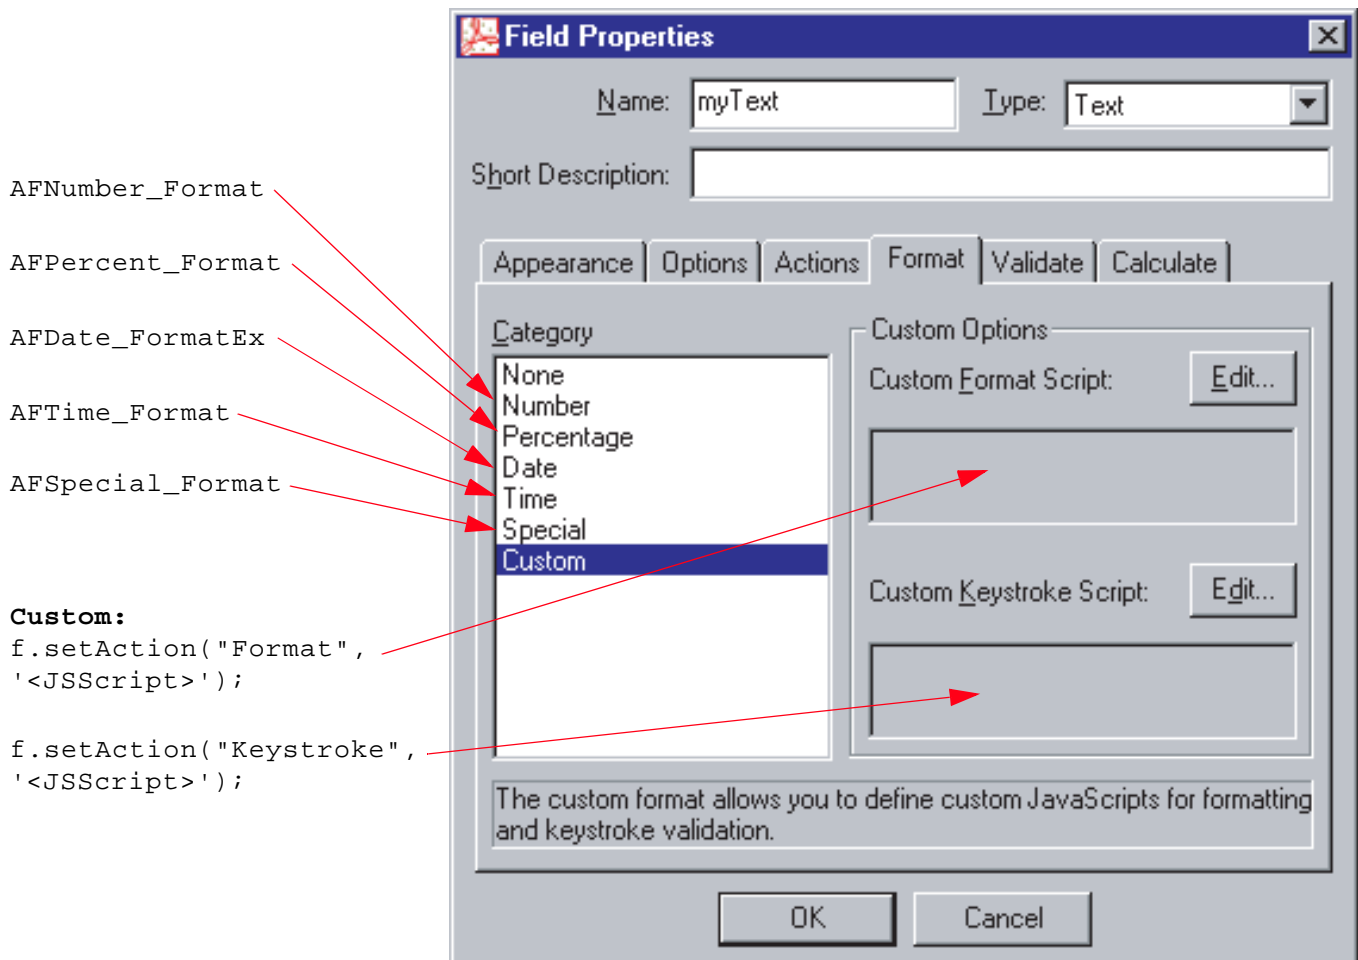 Field Properties
Name: myText Type: Text
Short Description:
AFNumber_Format
AFPercent_Format
AFDate_FormatEx
AFTime_Format
AFSpecial_Format
Custom:
f.setAction("Format",
'<JSScript>');
f.setAction("Keystroke",
'<JSScript>');
Appearance Options Actions Format Validate Calculate
Category
None
Number
Percentage
Date
Time
Special
Custom
Custom Options
Custom Format Script: Edit...
Custom Keystroke Script: Edit...
The custom format allows you to define custom JavaScripts for formatting
and keystroke validation.
OK Cancel